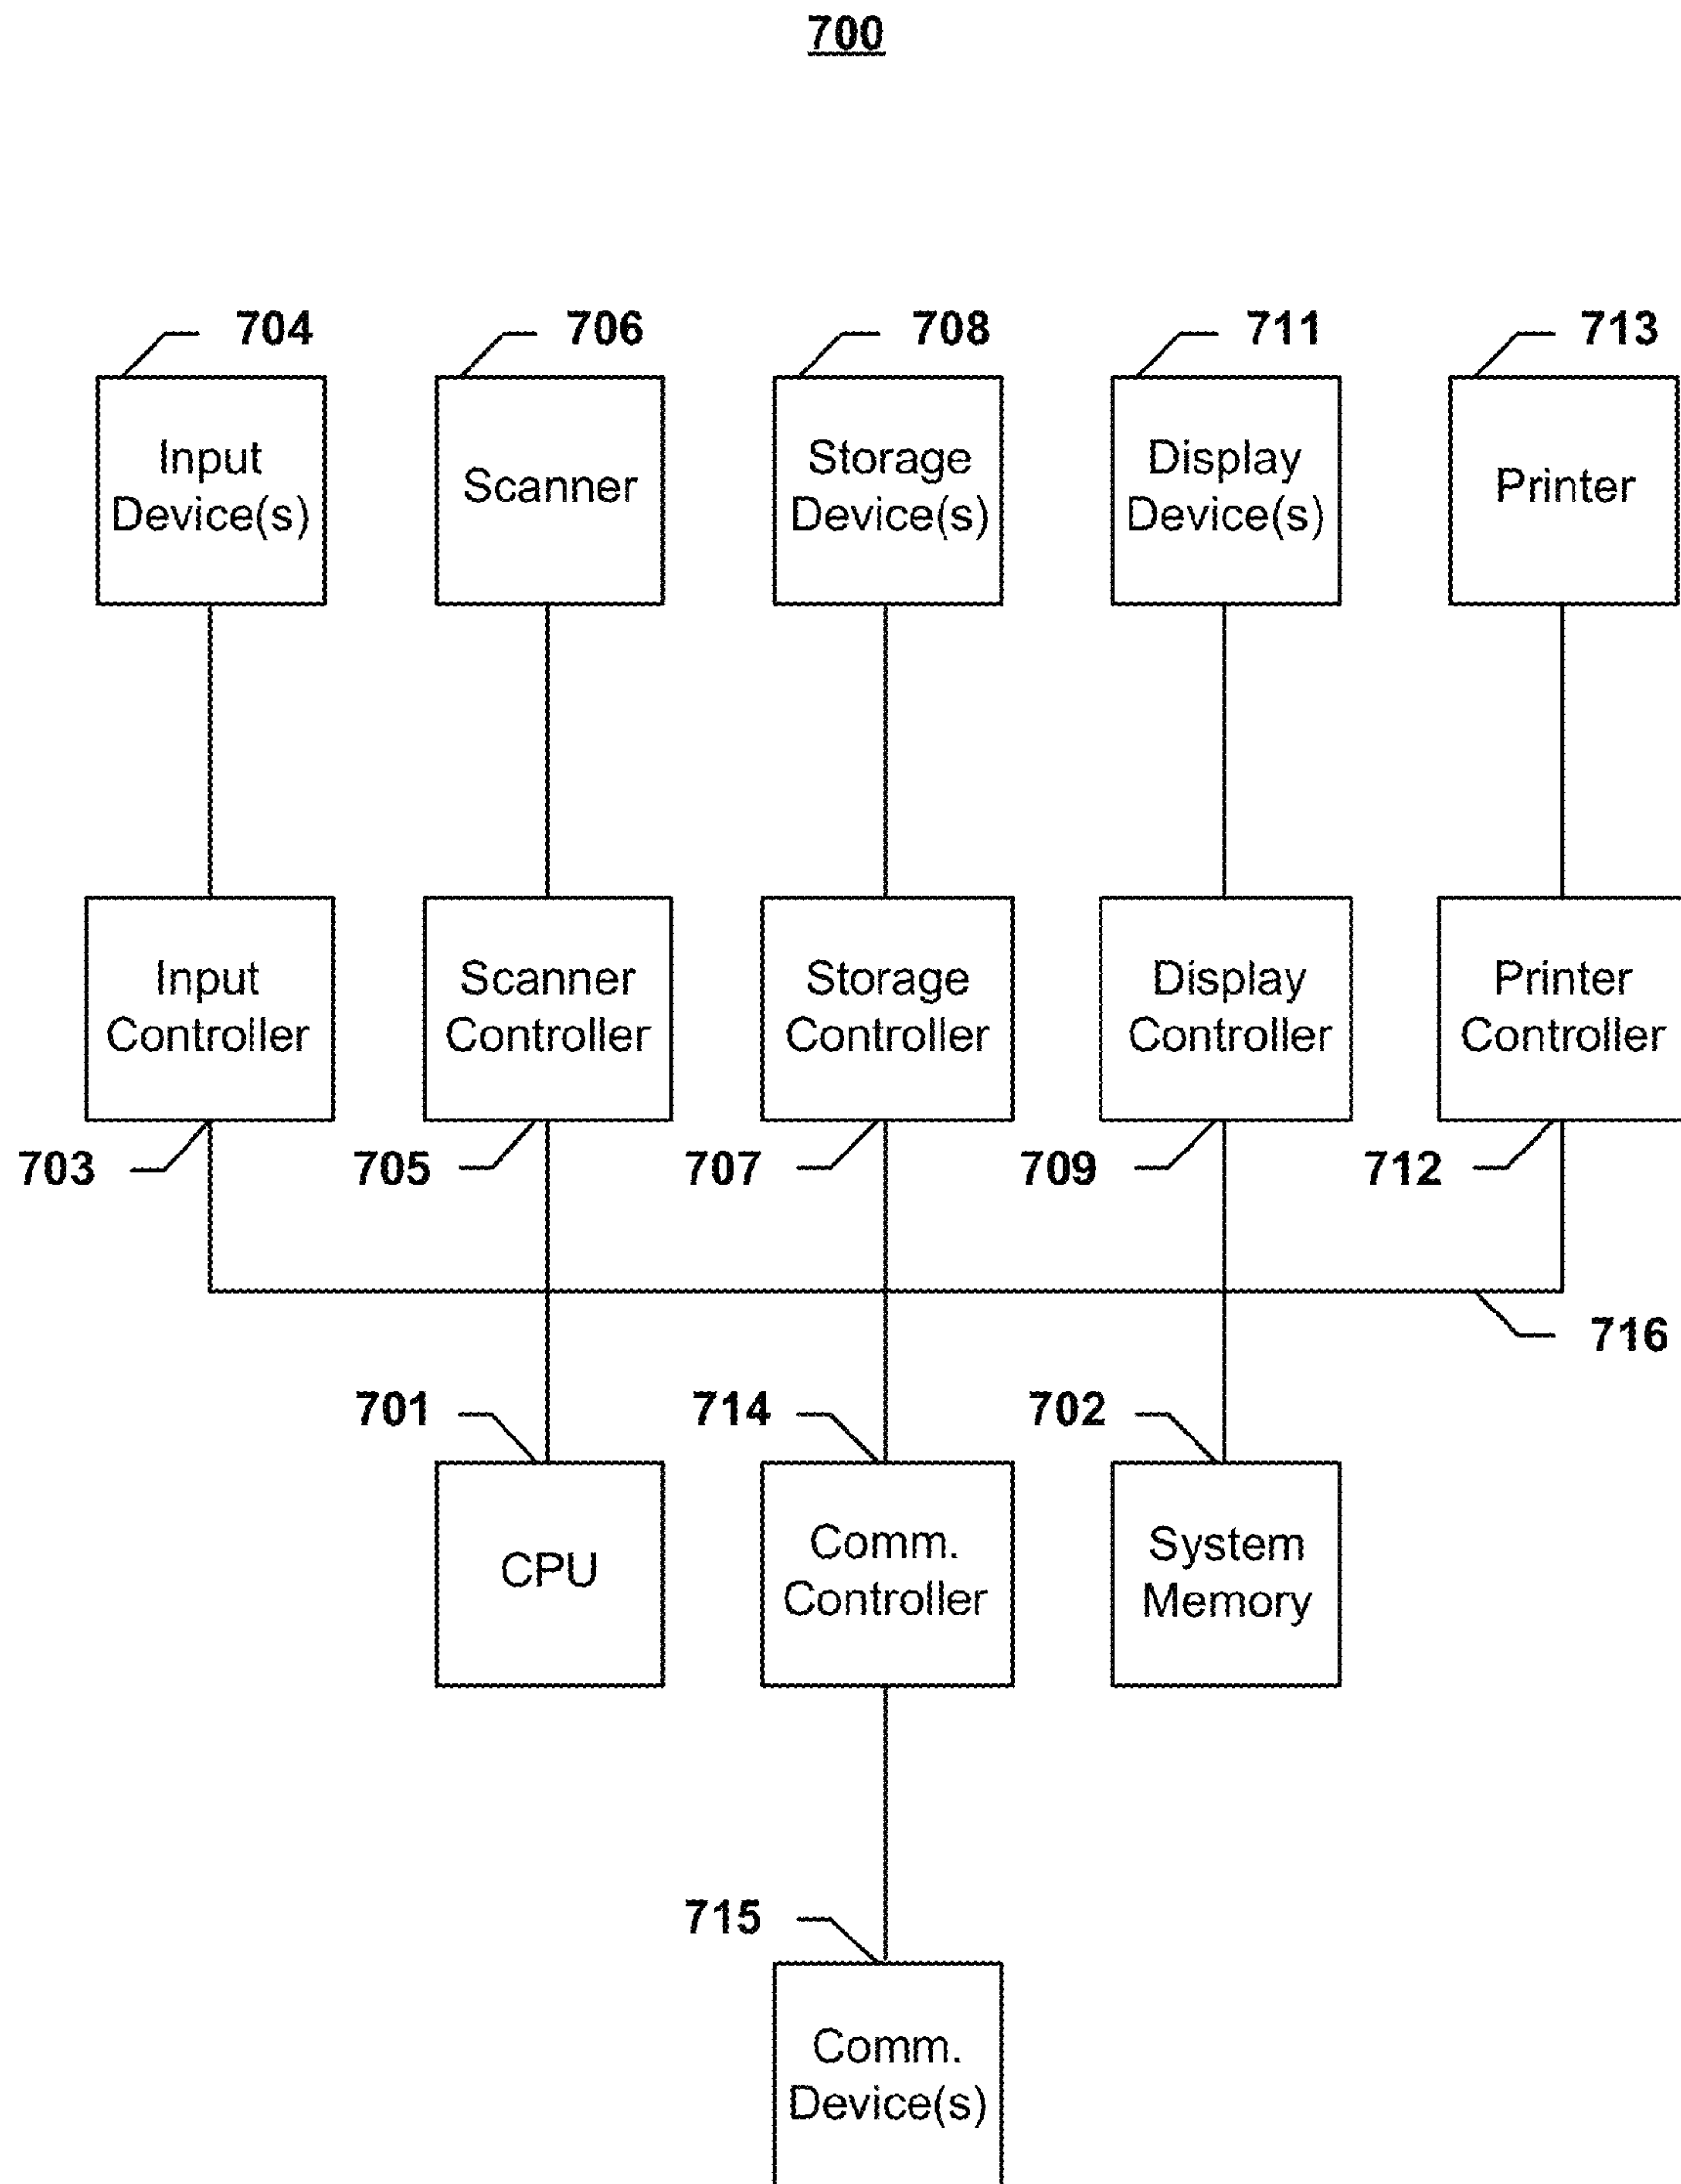 700
704
706
708
711
713
Input
Device(s)
Scanner
Storage
Device(s)
Display
Device(s)
Printer
Input
Controller
Scanner
Controller
Storage
Controller
Display
Controller
Printer
Controller
703
705
707
709
712
716
701
714
702
CPU
Comm.
Controller
System
Memory
715
Comm.
Device(s)